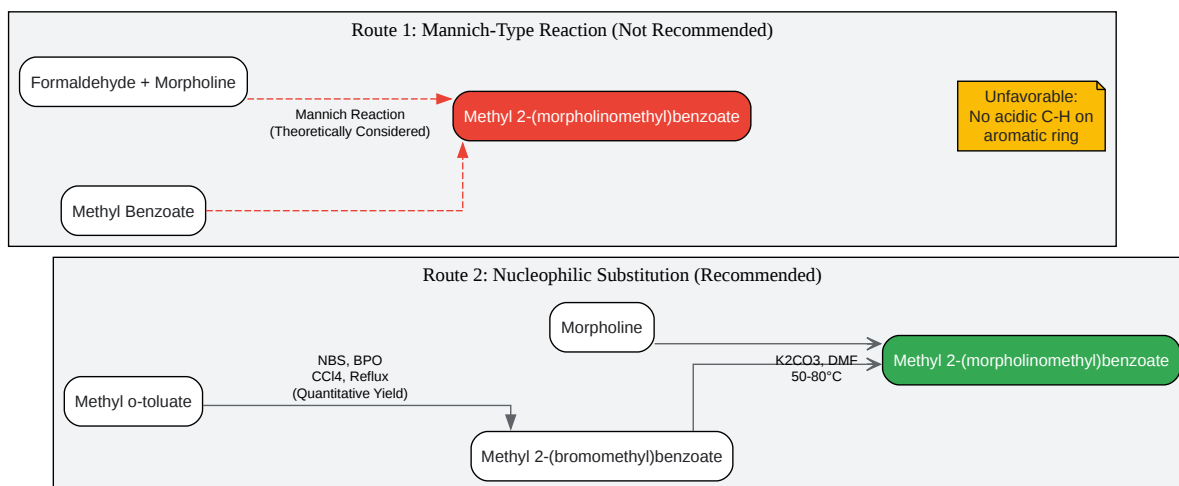 Route 1: Mannich-Type Reaction (Not Recommended)
Formaldehyde + Morpholine
Mannich Reaction
(Theoretically Considered)
Methyl 2-(morpholinomethyl)benzoate
Unfavorable:
No acidic C-H on
aromatic ring
Methyl Benzoate
Route 2: Nucleophilic Substitution (Recommended)
Morpholine
NBS, BPO
CCl4, Reflux
(Quantitative Yield)
K2CO3, DMF
50-80°C
Methyl 2-(morpholinomethyl)benzoate
Methyl o-toluate
Methyl 2-(bromomethyl)benzoate